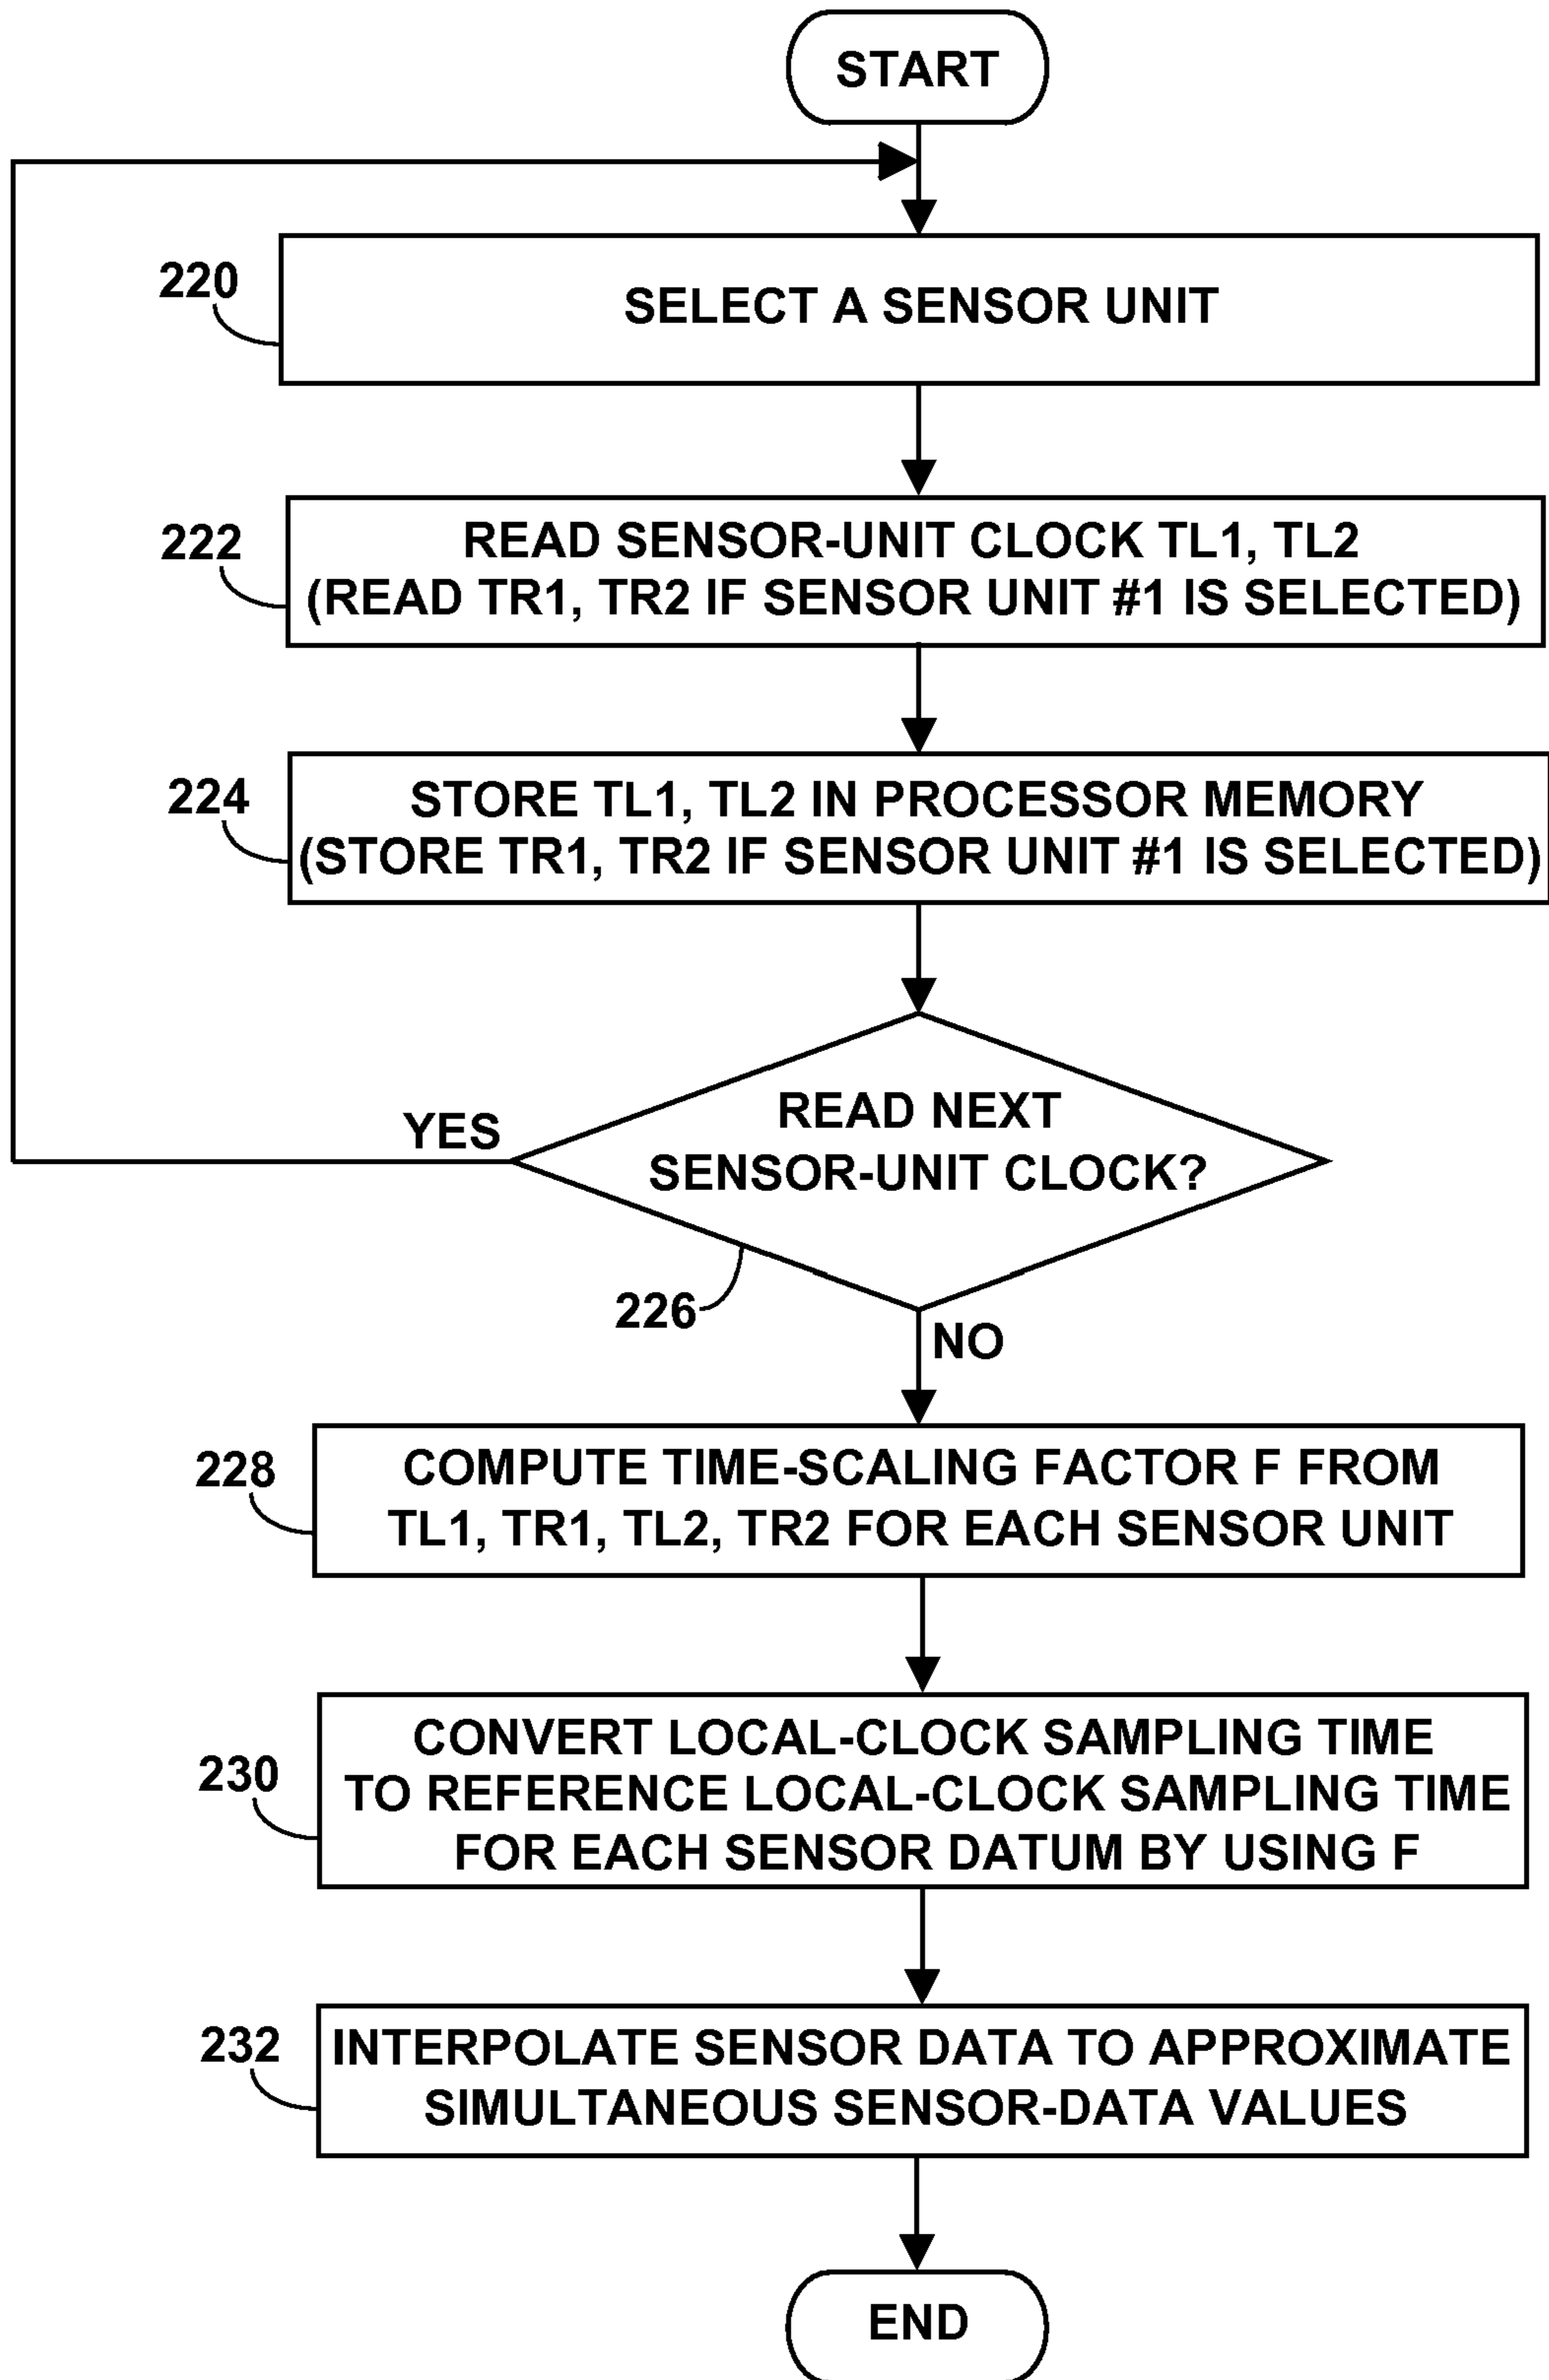 START
220
SELECT A SENSOR UNIT
222
READ SENSOR-UNIT CLOCK TL1, TL2
(READ TR1, TR2 IF SENSOR UNIT #1 IS SELECTED)
224
STORE TL1, TL2 IN PROCESSOR MEMORY
(STORE TR1, TR2 IF SENSOR UNIT #1 IS SELECTED)
READ NEXT
SENSOR-UNIT CLOCK?
YES
226
NO
228
COMPUTE TIME-SCALING FACTOR F FROM
TL1, TR1, TL2, TR2 FOR EACH SENSOR UNIT
230
CONVERT LOCAL-CLOCK SAMPLING TIME
TO REFERENCE LOCAL-CLOCK SAMPLING TIME
FOR EACH SENSOR DATUM BY USING F
232
INTERPOLATE SENSOR DATA TO APPROXIMATE
SIMULTANEOUS SENSOR-DATA VALUES
END